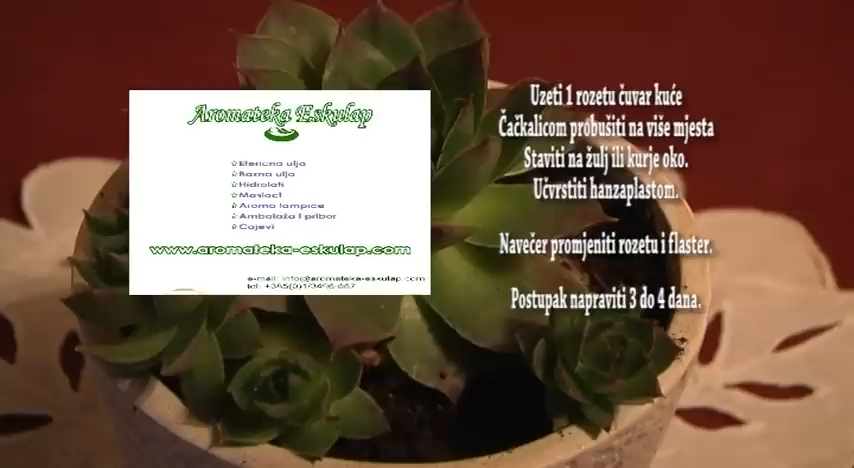 Aromateka Eskulap
☆Eterična ulja
☆Bazna ulja
☆Hidrolati
☆Maslaci
☆Aroma lampice
☆Ambalaža i pribor
☆Čajevi
www.aromateka-eskulap.com
e-mail: info@aromateka-eskulap.com
Uzeti 1 rozetu čuvar kuće
Čačkalicom probušiti na više mjesta
Staviti na žulj ili kurje oko.
Učvrstiti hanzaplastom.
Navečer promjeniti rozetu i flaster.
Postupak napraviti 3 do 4 dana.